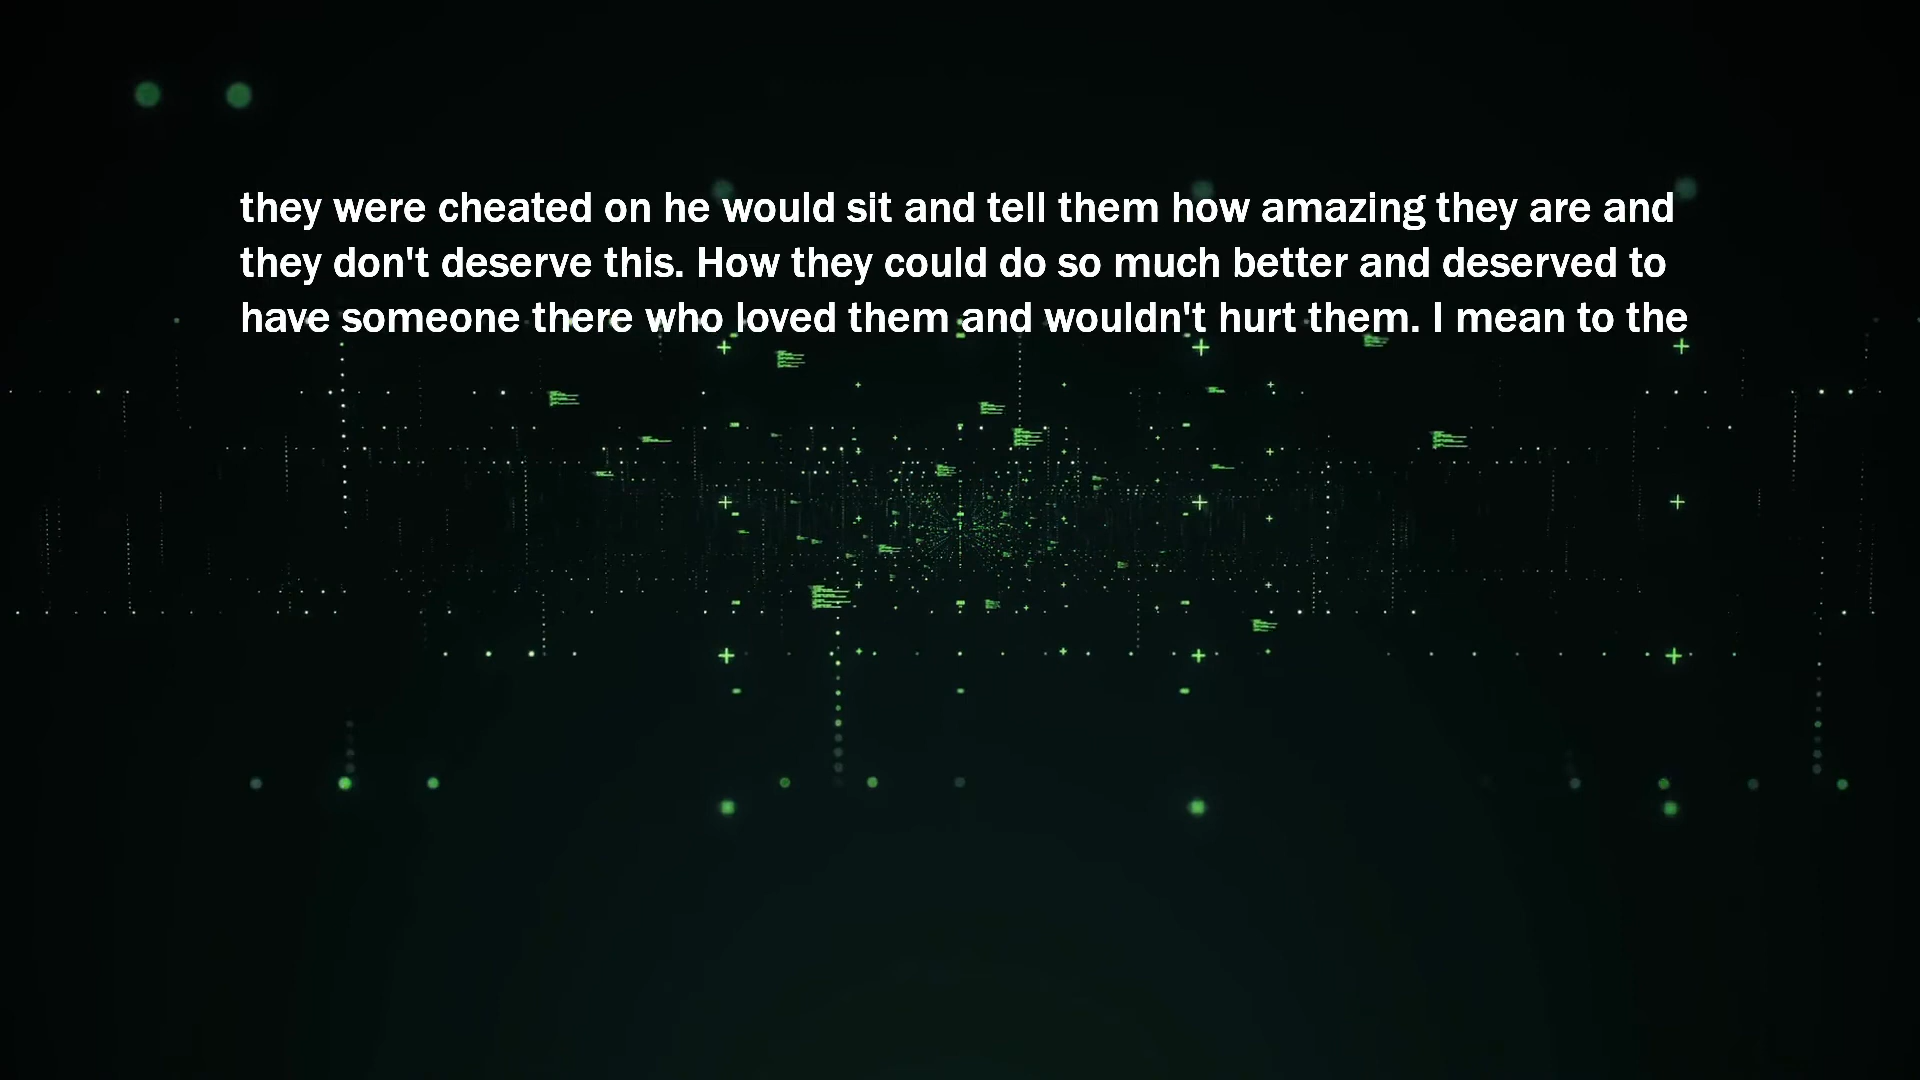 they were cheated on he would sit and tell them how amazing they are and
they don't deserve this. How they could do so much better and deserved to
have someone there who loved them and wouldn't hurt them. I mean to the